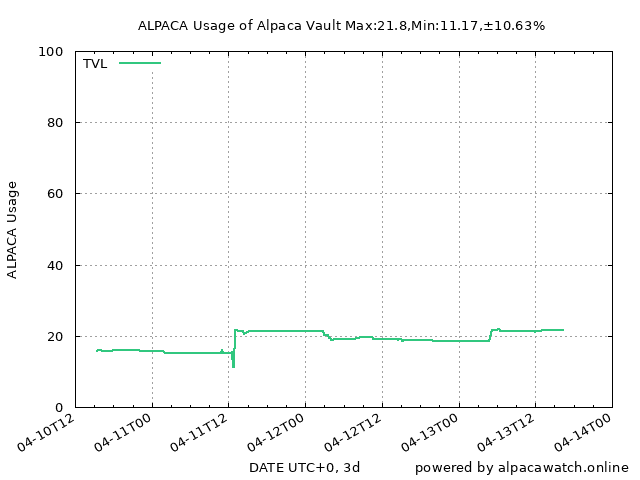 ALPACA Usage of Alpaca Vault Max:21.8,Min:11.17,±10.63%
100
TVL
80
60
40
20
0
ALPACA Usage
04-10T12
04-11T00
04-11T12
04-12T00
04-12T12
04-13T00
04-13T12
04-14T00
DATE UTC+0, 3d
powered by alpacawatch.online